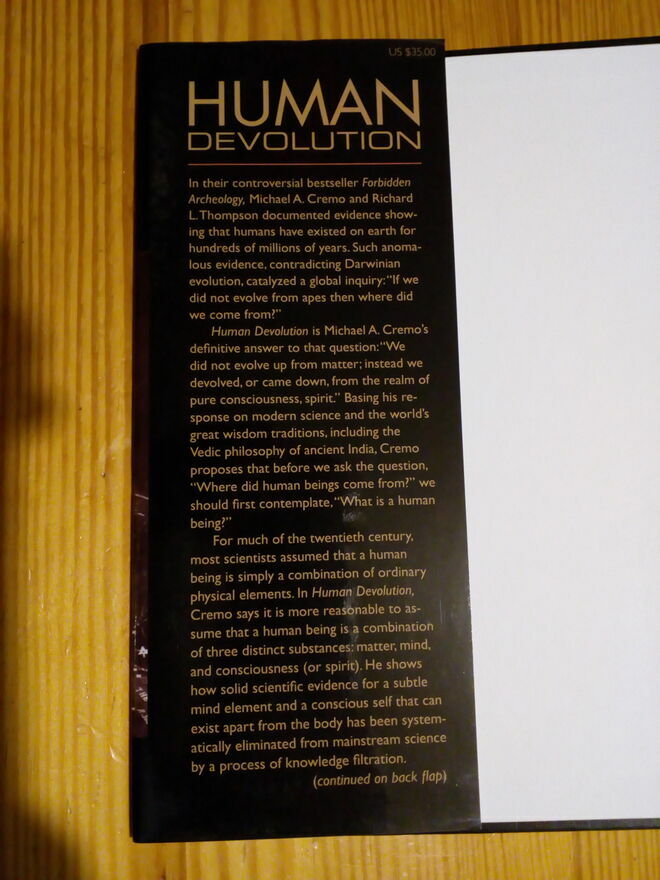 US $35.00
HUMAN
DEVOLUTION
In their controversial bestseller Forbidden
Archeology, Michael A. Cremo and Richard
L. Thompson documented evidence show-
ing that humans have existed on earth for
hundreds of millions of years. Such anoma-
lous evidence, contradicting Darwinian
evolution, catalyzed a global inquiry: "If we
did not evolve from apes then where did
we come from?"
Human Devolution is Michael A. Cremo's
definitive answer to that question: "We
did not evolve up from matter; instead we
devolved, or came down, from the realm of
pure consciousness, spirit." Basing his re-
sponse on modern science and the world's
great wisdom traditions, including the
Vedic philosophy of ancient India, Cremo
proposes that before we ask the question,
"Where did human beings come from?" we
should first contemplate, "What is a human
being?"
For much of the twentieth century,
most scientists assumed that a human
being is simply a combination of ordinary
physical elements. In Human Devolution,
Cremo says it is more reasonable to as-
sume that a human being is a combination
of three distinct substances: matter, mind,
and consciousness (or spirit). He shows
how solid scientific evidence for a subtle
mind element and a conscious self that can
exist apart from the body has been system-
atically eliminated from mainstream science
by a process of knowledge filtration.
(continued on back flap)